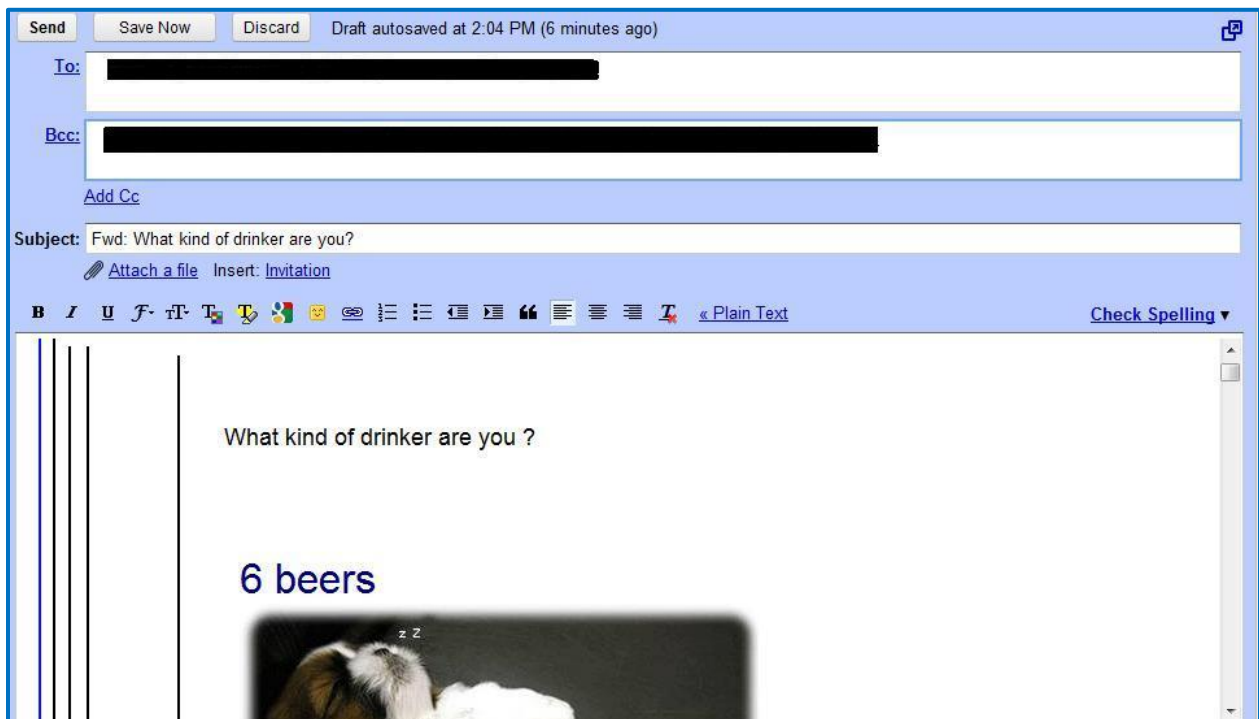 Send Save Now Discard Draft autosaved at 2:04 PM (6 minutes ago)
To:
Bcc:
Add Cc
Subject: Fwd: What kind of drinker are you?
Attach a file Insert: Invitation
B I U F T T T T « Plain Text Check Spelling ▼
What kind of drinker are you ?
6 beers
z Z